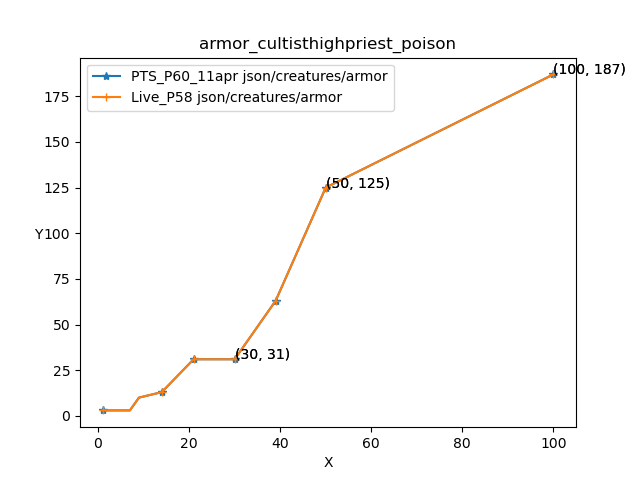 armor_cultisthighpriest_poison
PTS_P60_11apr json/creatures/armor
Live_P58 json/creatures/armor
(100, 187)
175
150
(50, 125)
125
Y
100
75
50
(30, 31)
25
0
0 20 40 60 80 100
X